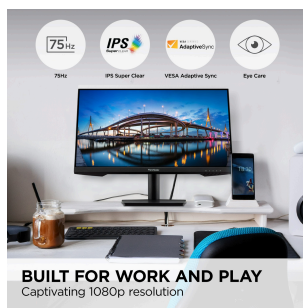 75Hz
IPS
AdaptiveSync
75Hz
IPS Super Clear
VESA Adaptive Sync
Eye Care
BUILT FOR WORK AND PLAY
Captivating 1080p resolution